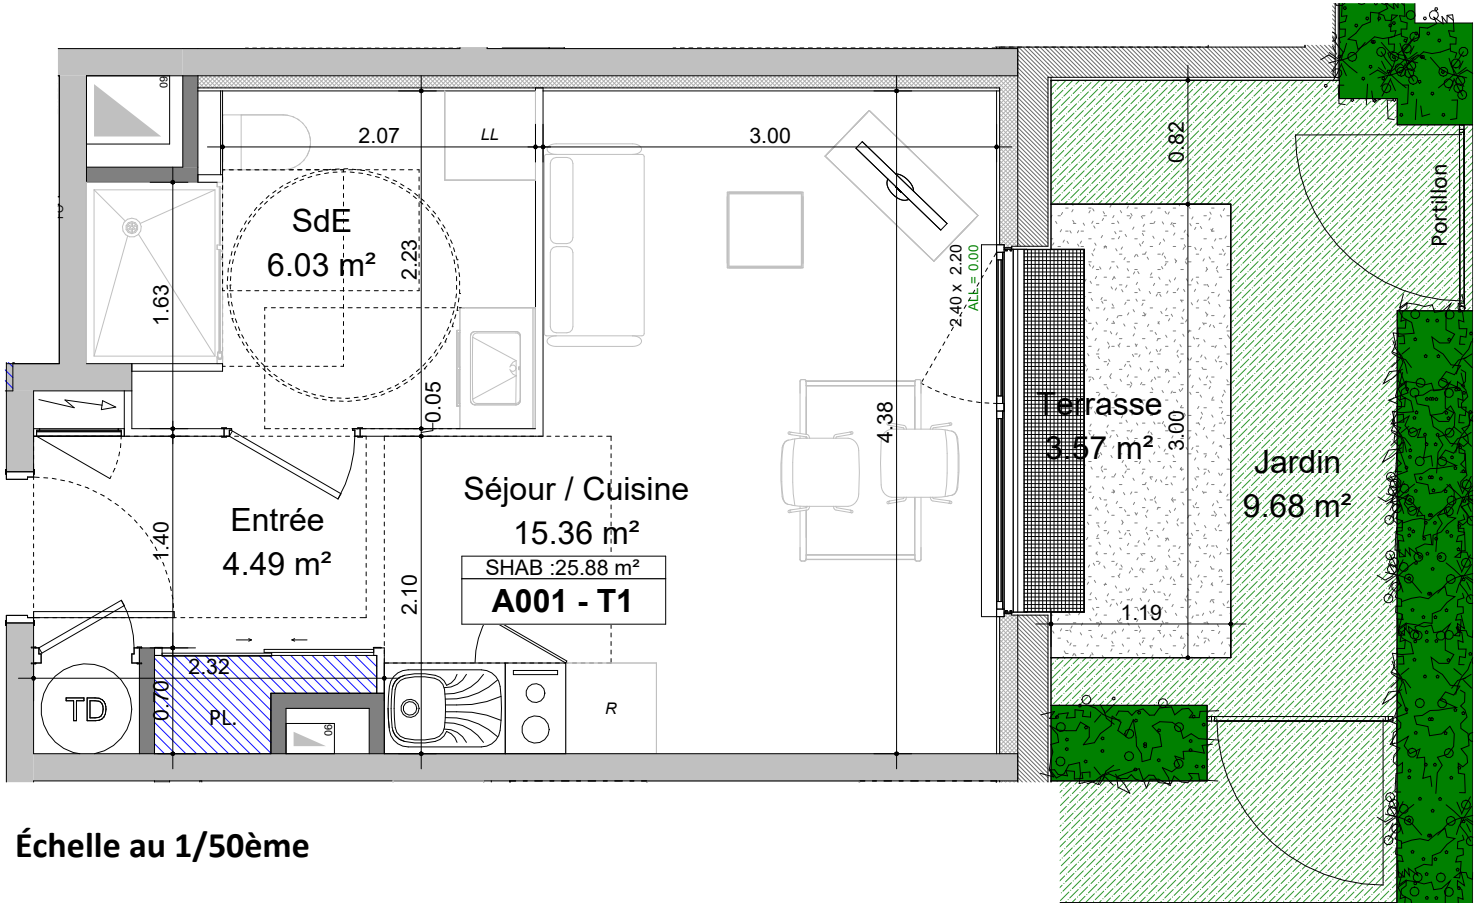 09
2.07
LL
3.00
0.82
Portillon
SdE
6.03 m²
2.23
1.63
2.40 x 2.20
ALL = 0.00
0.05
4.38
Terrasse
3.57 m²
3.00
Jardin
9.68 m²
Séjour / Cuisine
15.36 m²
SHAB :25.88 m²
A001 - T1
Entrée
4.49 m²
1.40
2.10
1.19
2.32
0.70
TD
PL.
06
R
Échelle au 1/50ème